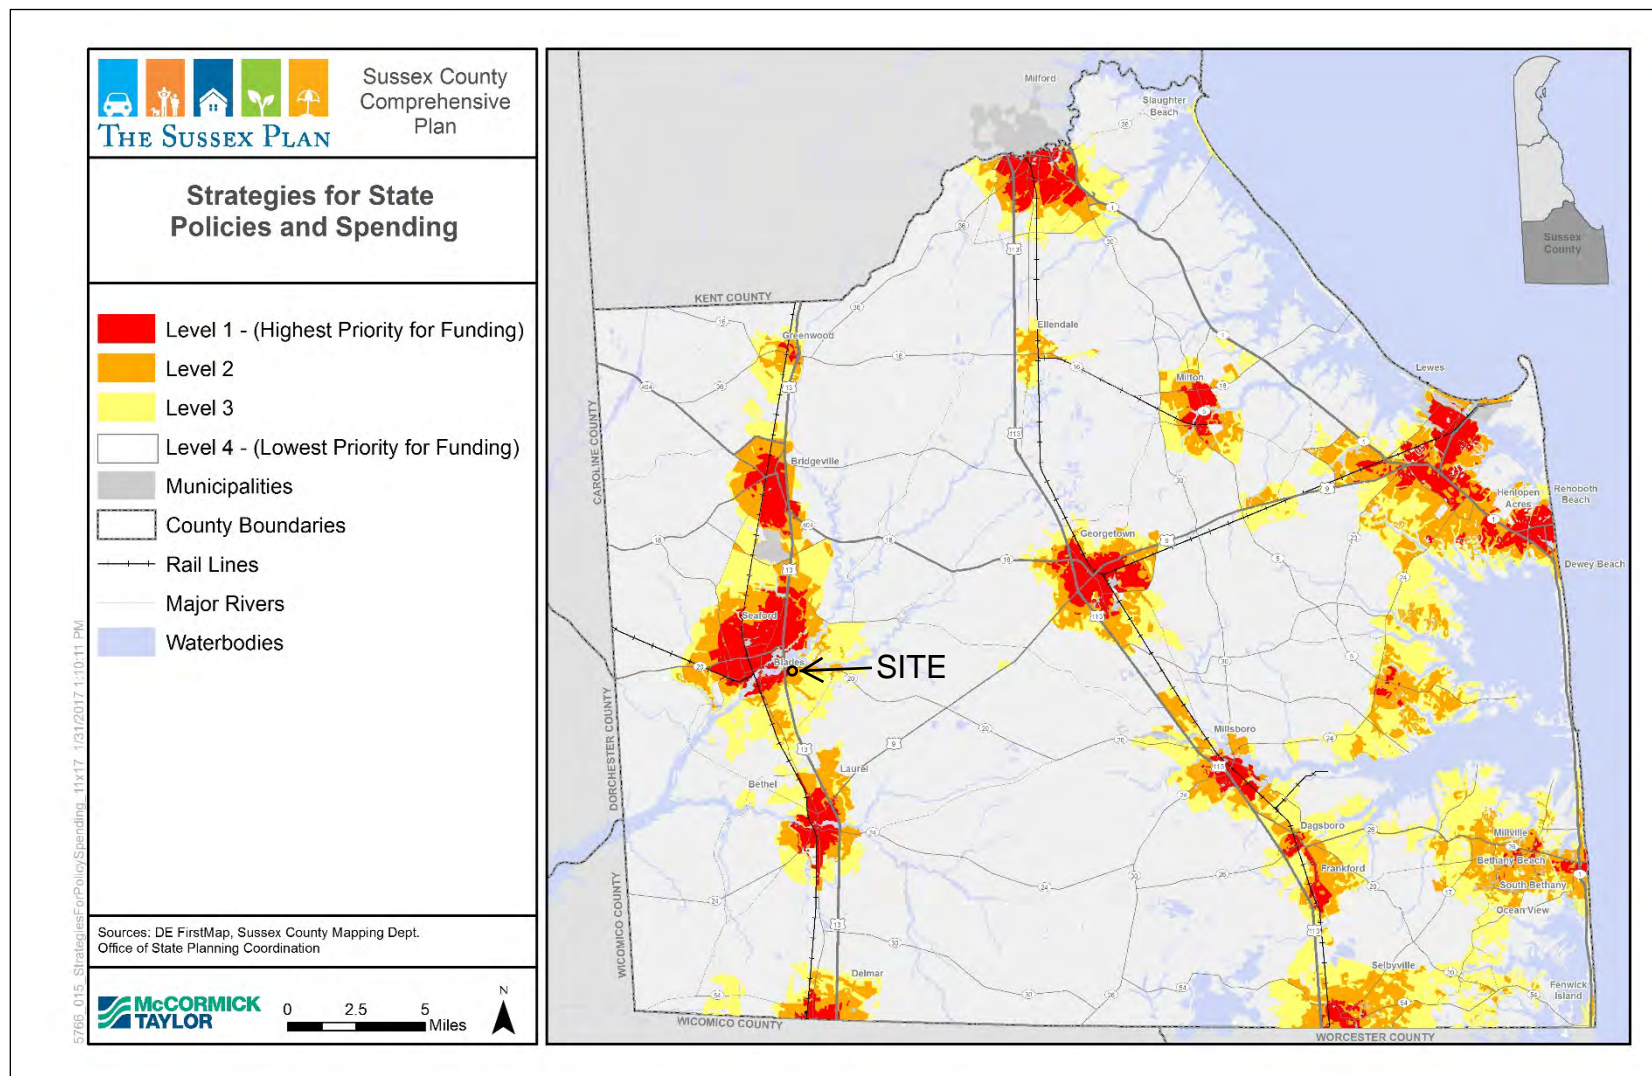 THE SUSSEX PLAN
Sussex County
Comprehensive
Plan
Strategies for State
Policies and Spending
Level 1 - (Highest Priority for Funding)
Level 2
Level 3
Level 4 - (Lowest Priority for Funding)
Municipalities
County Boundaries
Rail Lines
Major Rivers
Waterbodies
Sources: DE FirstMap, Sussex County Mapping Dept.
Office of State Planning Coordination
McCORMICK
TAYLOR
0 2.5 5
Miles
N
5766_015_StrategiesForPolicySpending_11x17 1/31/2017 1:10:11 PM
Milford
Slaughter
Beach
Sussex
County
KENT COUNTY
Greenwood
Ellendale
Milton
Lewes
CAROLINE COUNTY
Bridgeville
Henlopen
Acres
Rehoboth
Beach
Georgetown
Dewey Beach
Seaford
Blades
SITE
DORCHESTER COUNTY
Millsboro
Bethel
Laurel
Dagsboro
Frankford
Millville
Bethany Beach
South Bethany
Ocean View
WICOMICO COUNTY
Delmar
Selbyville
Fenwick
Island
WICOMICO COUNTY
WORCESTER COUNTY